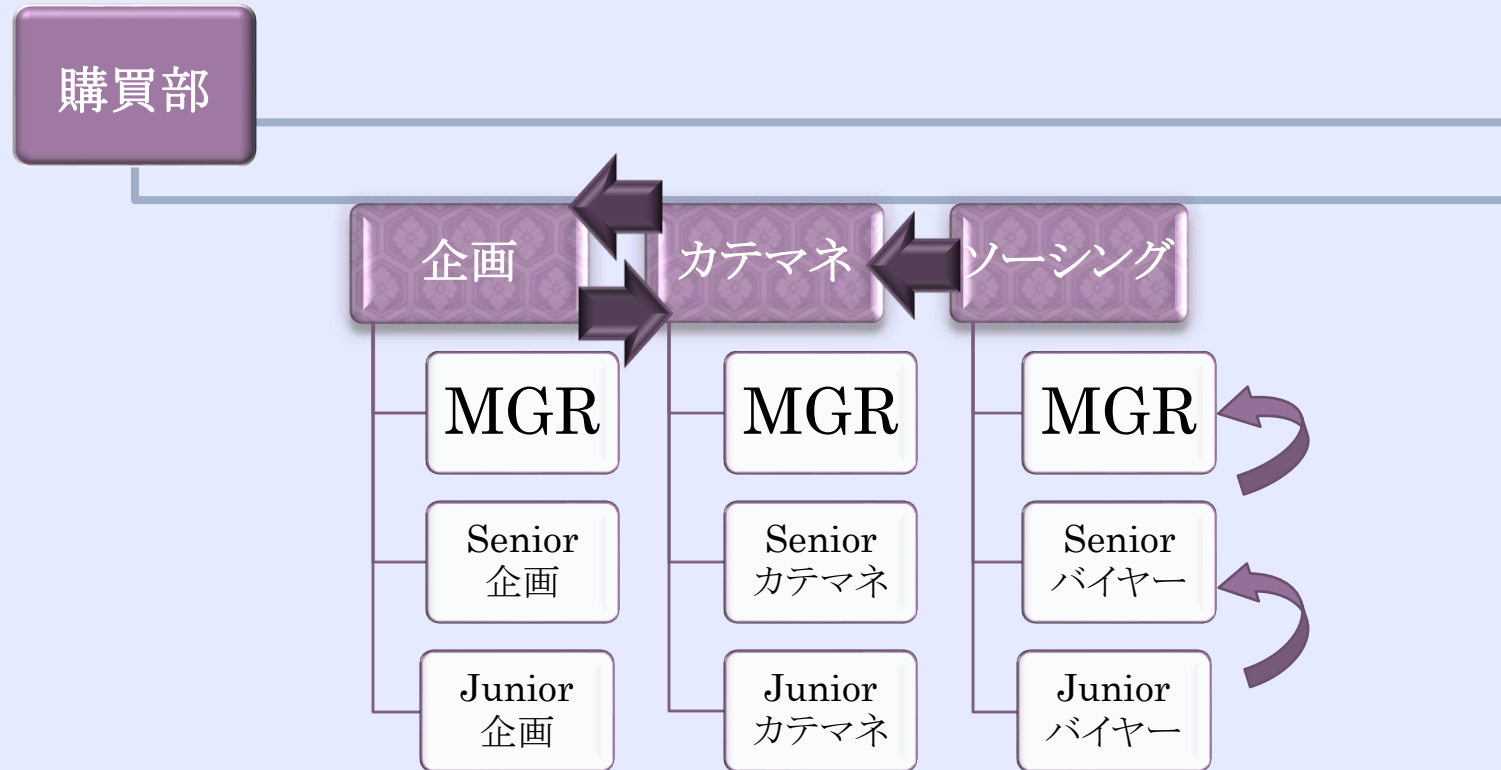 購買部
企画
カテマネ
ソーシング
MGR
MGR
MGR
Senior
企画
Senior
カテマネ
Senior
バイヤー
Junior
企画
Junior
カテマネ
Junior
バイヤー